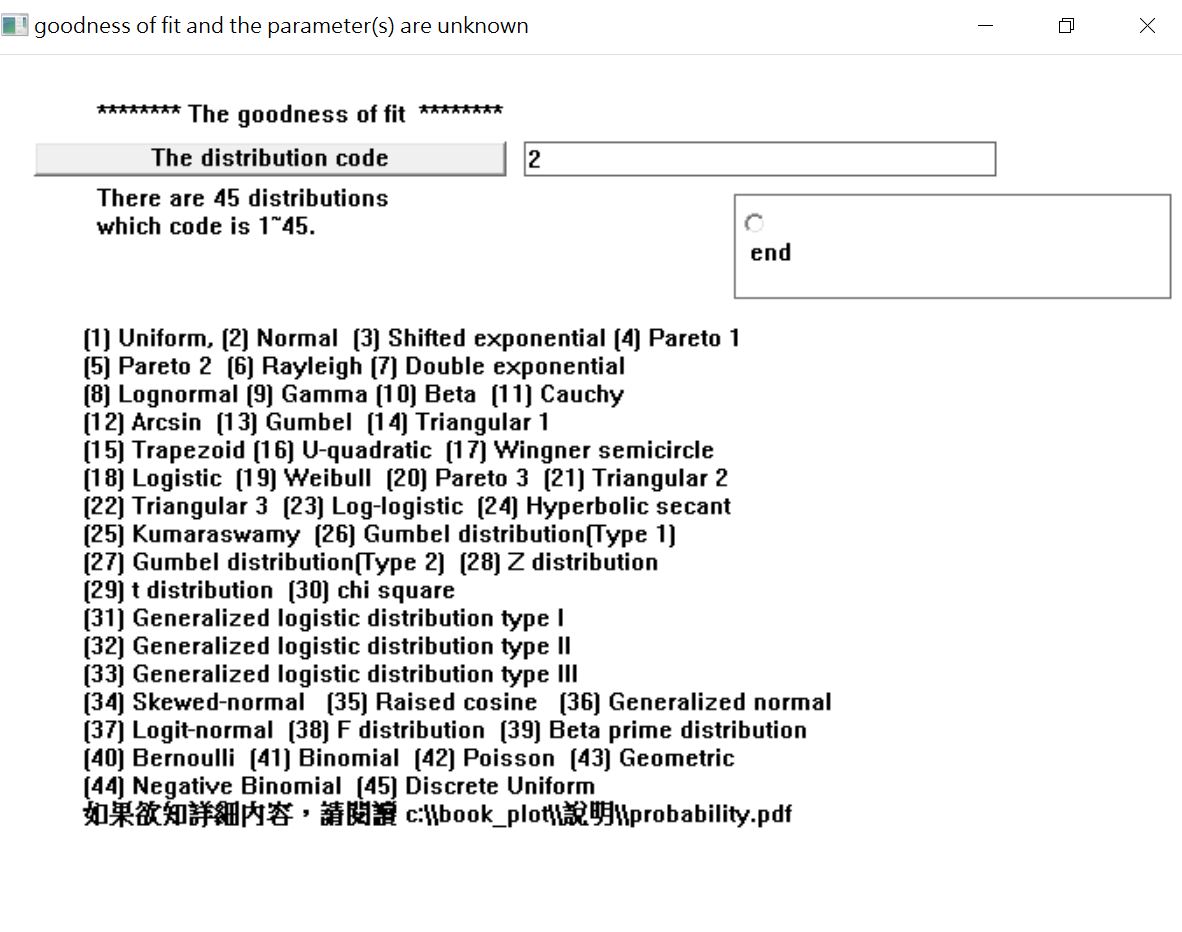 goodness of fit and the parameter(s) are unknown
******** The goodness of fit ********
The distribution code
2
There are 45 distributions
which code is 1~45.
end
(1) Uniform, (2) Normal (3) Shifted exponential (4) Pareto 1
(5) Pareto 2 (6) Rayleigh (7) Double exponential
(8) Lognormal (9) Gamma (10) Beta (11) Cauchy
(12) Arcsin (13) Gumbel (14) Triangular 1
(15) Trapezoid (16) U-quadratic (17) Wingner semicircle
(18) Logistic (19) Weibull (20) Pareto 3 (21) Triangular 2
(22) Triangular 3 (23) Log-logistic (24) Hyperbolic secant
(25) Kumaraswamy (26) Gumbel distribution(Type 1)
(27) Gumbel distribution(Type 2) (28) Z distribution
(29) t distribution (30) chi square
(31) Generalized logistic distribution type I
(32) Generalized logistic distribution type II
(33) Generalized logistic distribution type III
(34) Skewed-normal (35) Raised cosine (36) Generalized normal
(37) Logit-normal (38) F distribution (39) Beta prime distribution
(40) Bernoulli (41) Binomial (42) Poisson (43) Geometric
(44) Negative Binomial (45) Discrete Uniform
如果欲知詳細內容，請閱讀 c:\\book_plot\\說明\\probability.pdf